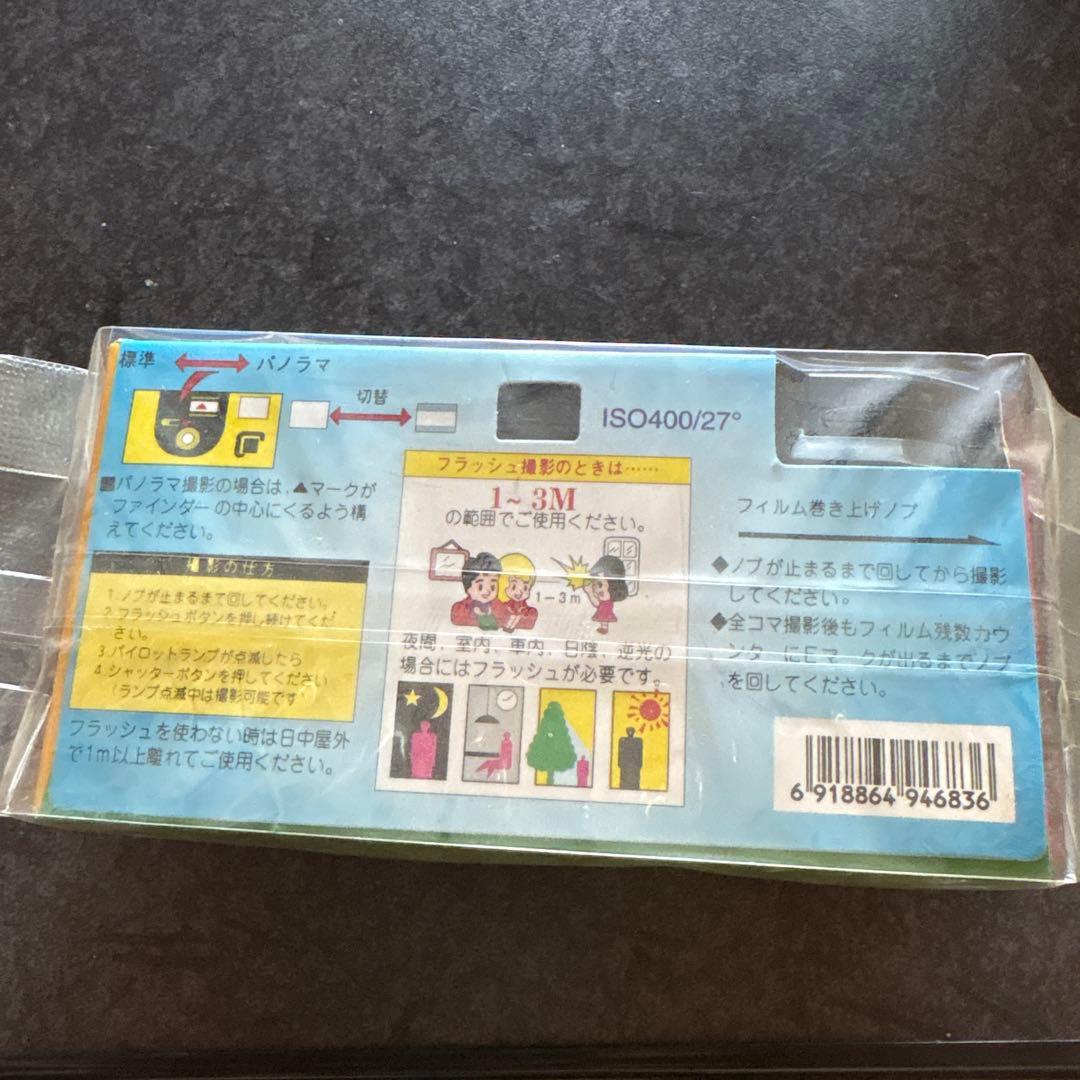 標準
パノラマ
切替
ISO400/27°
■パノラマ撮影の場合は、▲マークが
ファインダーの中心にくるよう構
えてください。
撮影の仕方
1. ノブが止まるまで回してください。
2. フラッシュボタンを押し続けてくだ
さい。
3. パイロットランプが点滅したら
4. シャッターボタンを押してください
(ランプ点滅中は撮影可能です
フラッシュを使わない時は日中屋外
で1m以上離れてご使用ください。
フラッシュ撮影のときは……
1~3M
の範囲でご使用ください。
1-3m
夜間、室内、車内、日陰、逆光の
場合にはフラッシュが必要です。
フィルム巻き上げノブ
◆ノブが止まるまで回してから撮影
してください。
◆全コマ撮影後もフィルム残数カウ
ンターにEマークが出るまでノブ
を回してください。
6 918864 946836